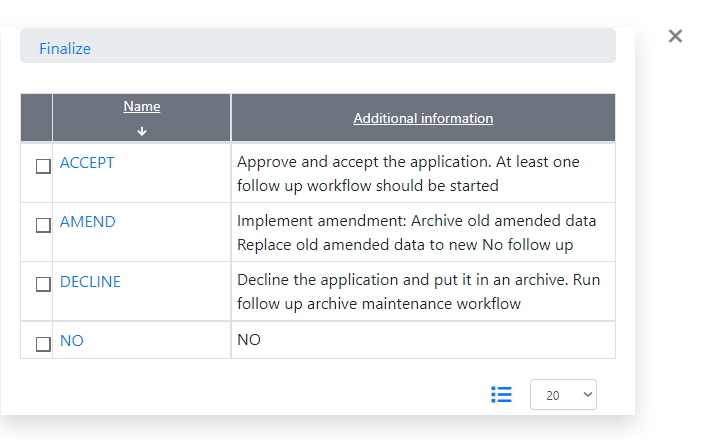 Finalize
Name
Additional information
ACCEPT
Approve and accept the application. At least one
follow up workflow should be started
AMEND
Implement amendment: Archive old amended data
Replace old amended data to new No follow up
DECLINE
Decline the application and put it in an archive. Run
follow up archive maintenance workflow
NO
NO
20